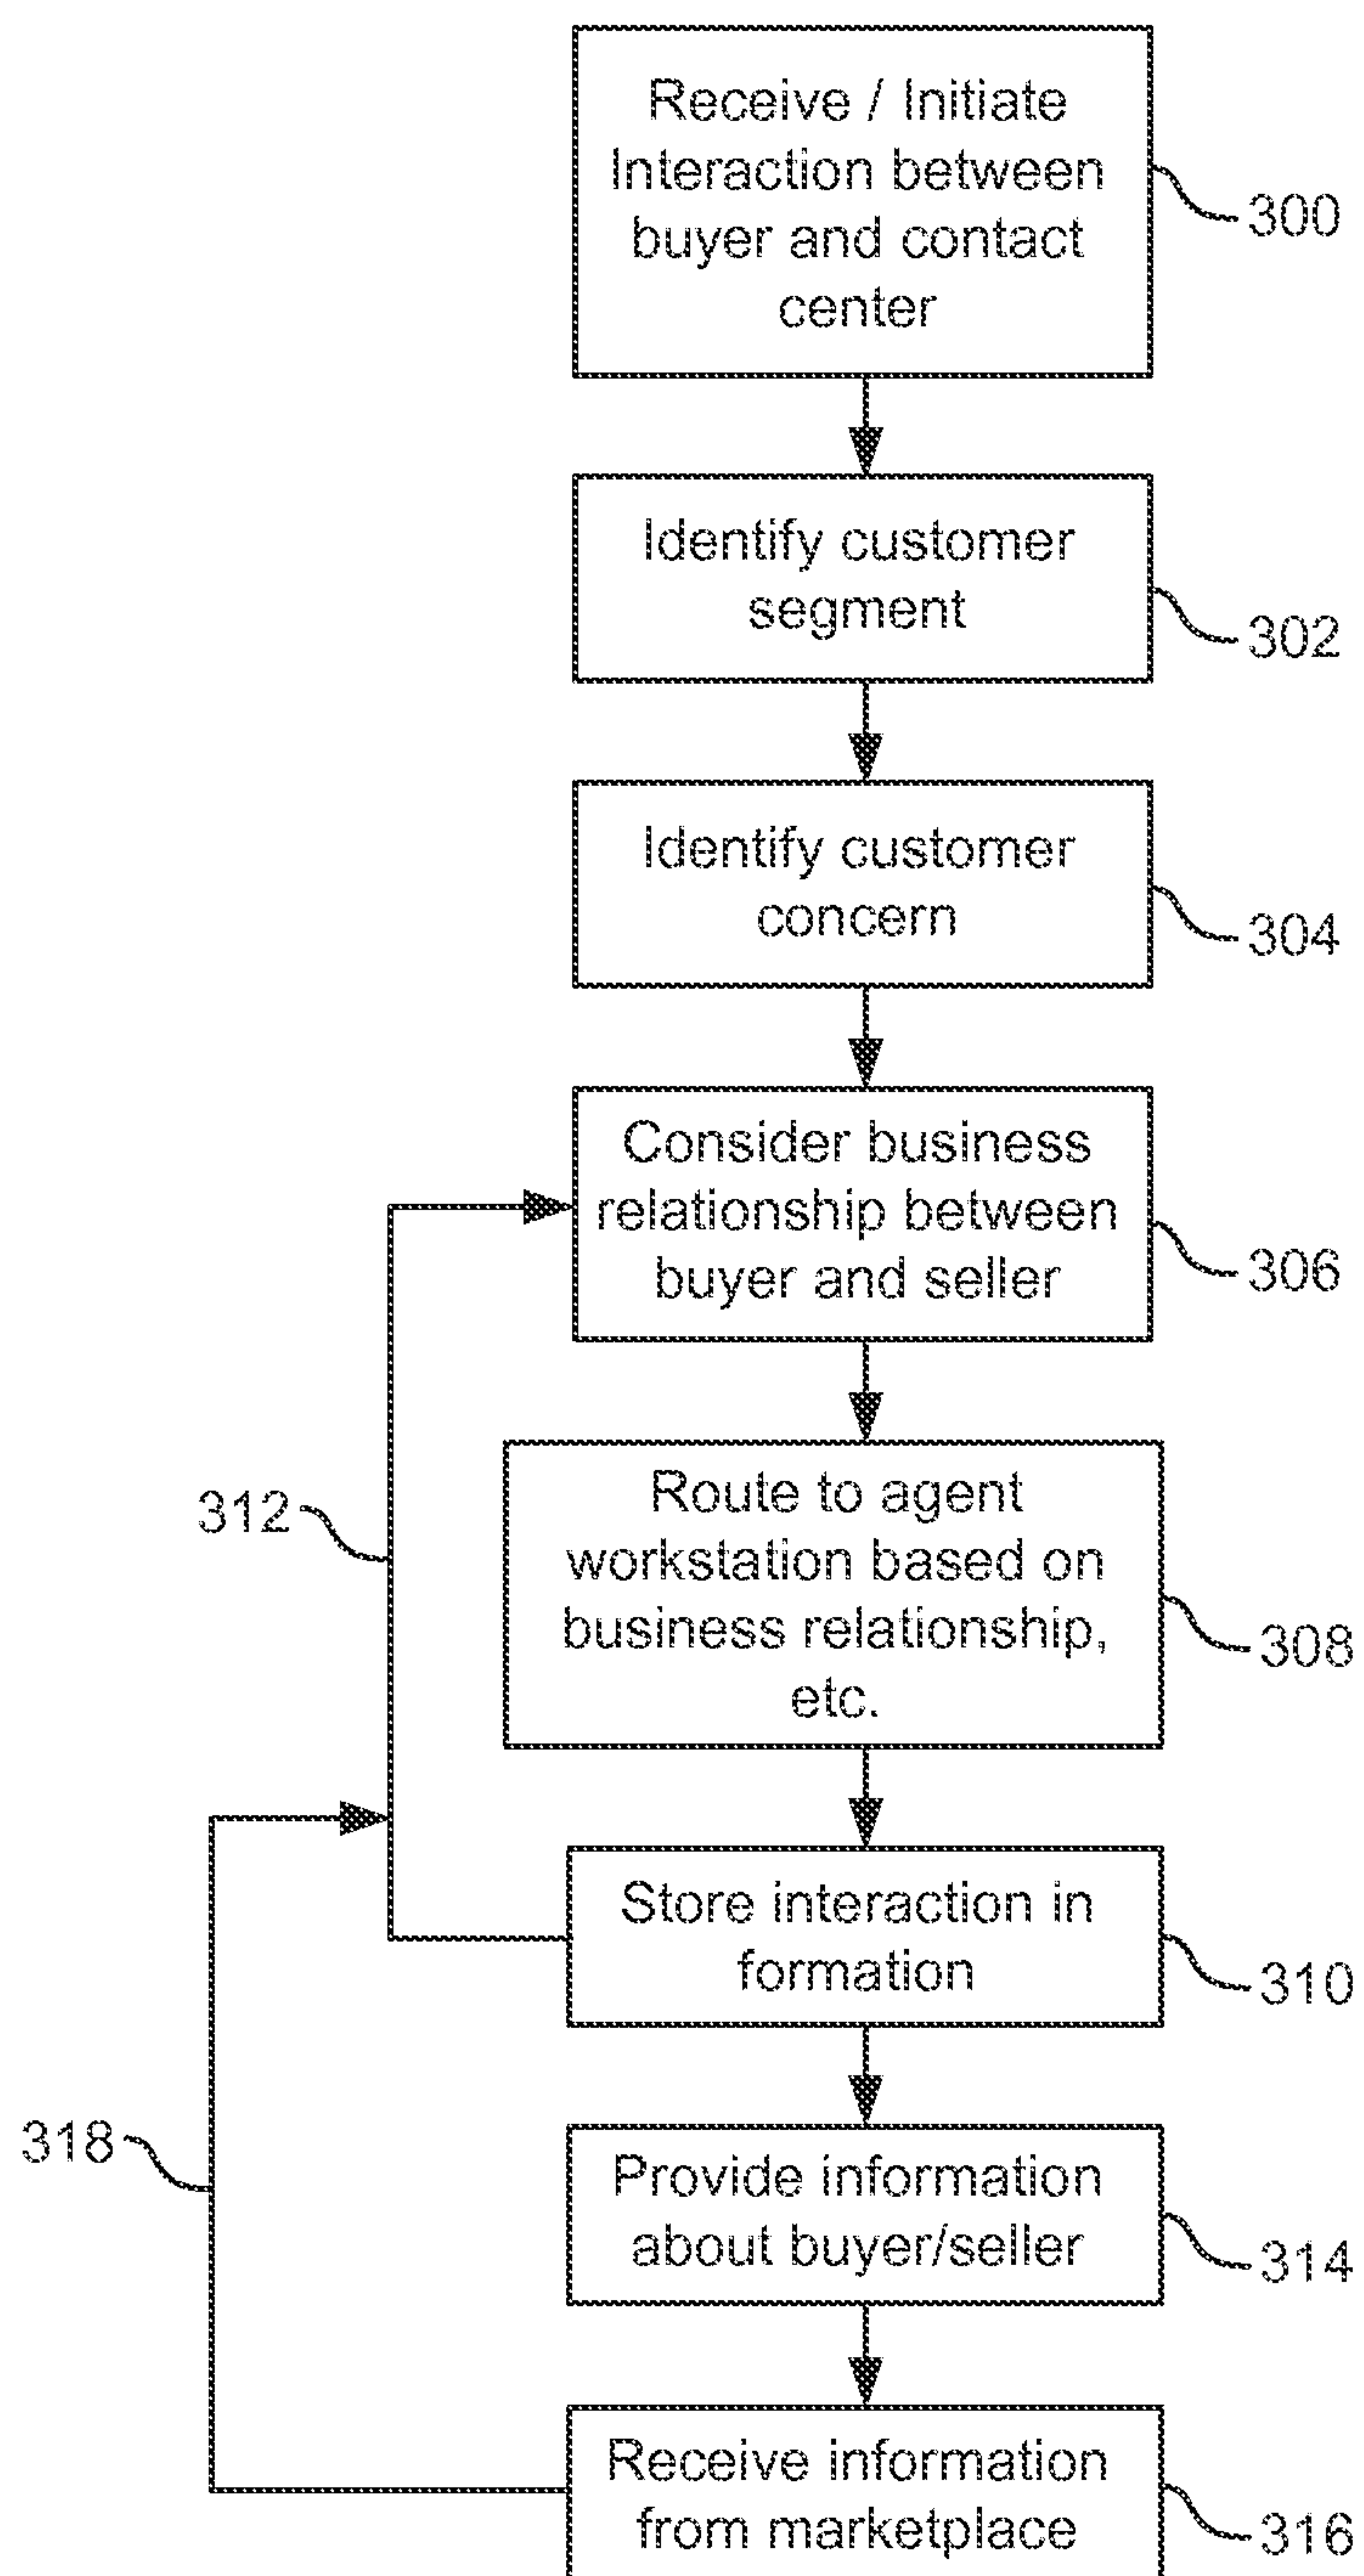 Receive / Initiate
Interaction between
buyer and contact
center
300
Identify customer
segment
302
Identify customer
concern
304
Consider business
relationship between
buyer and seller
306
Route to agent
workstation based on
business relationship,
etc.
308
312
Store interaction in
formation
310
Provide information
about buyer/seller
314
318
Receive information
from marketplace
316